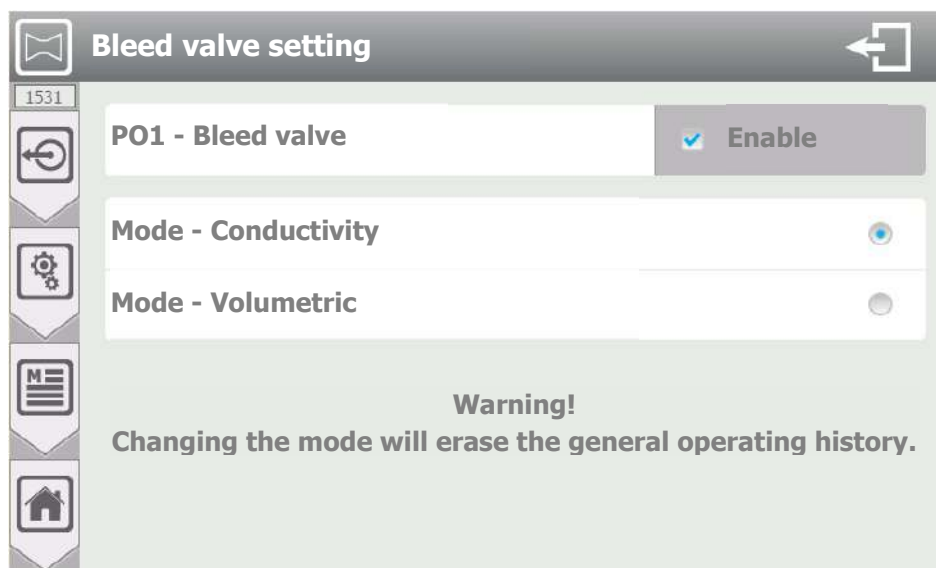 Bleed valve setting
1531
PO1 - Bleed valve
Enable
Mode - Conductivity
Mode - Volumetric
M
Warning!
Changing the mode will erase the general operating history.